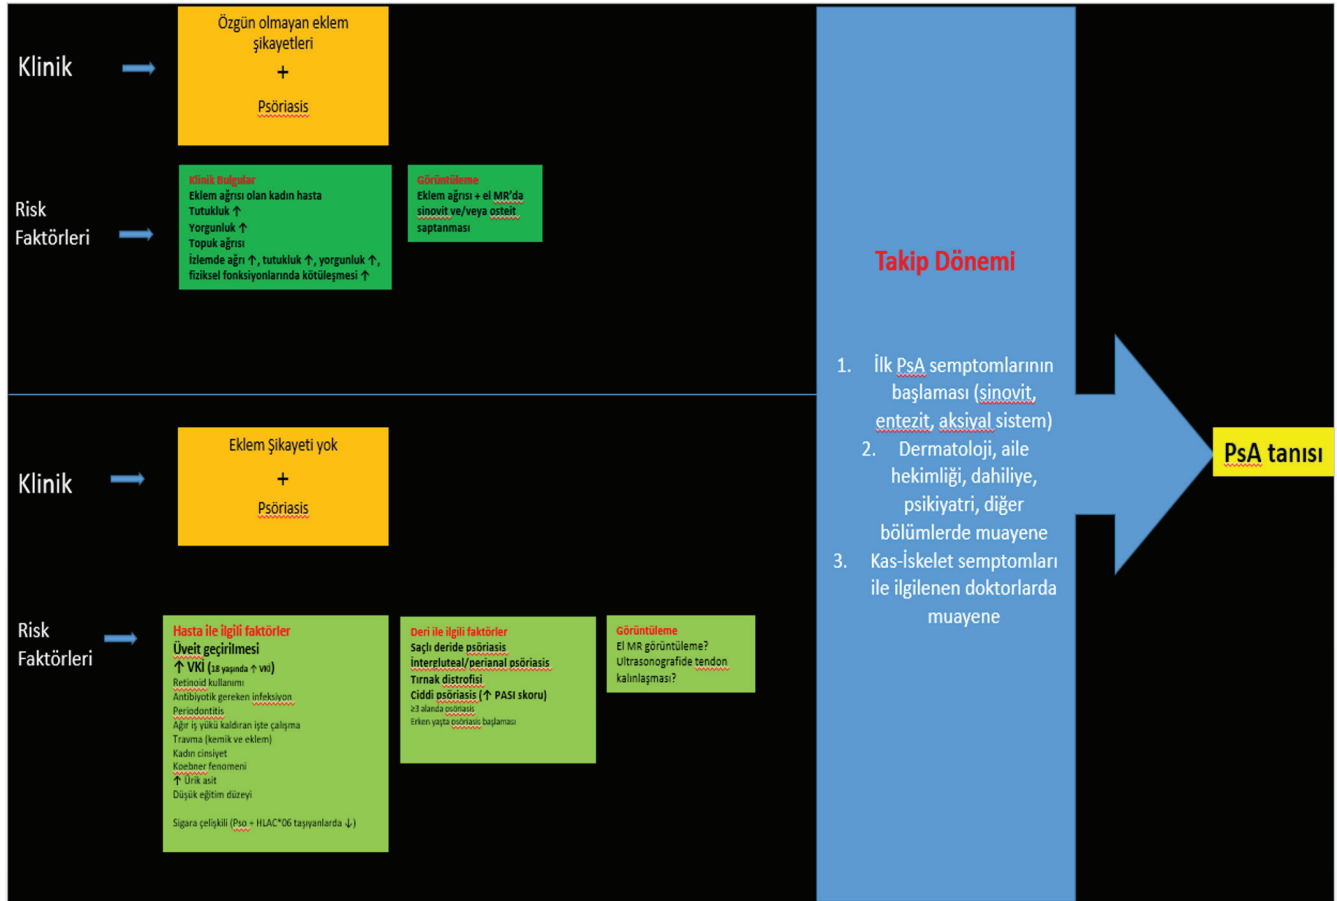 Klinik
Özgün olmayan eklem
şikayetleri
+
Psöriasis
Risk
Faktörleri
Klinik Bulgular
Eklem ağrısı olan kadın hasta
Tutukluk ↑
Yorgunluk ↑
Topuk ağrısı
İzlemde ağrı ↑, tutukluk ↑, yorgunluk ↑,
fiziksel fonksiyonlarında kötüleşmesi ↑
Görüntüleme
Eklem ağrısı + el MR'da
sinovit ve/veya osteit
saptanması
Klinik
Eklem Şikayeti yok
+
Psöriasis
Risk
Faktörleri
Hasta ile ilgili faktörler
Üveit geçirilmesi
↑ VKİ (18 yaşında ↑ VKİ)
Retinoid kullanımı
Antibiyotik gereken infeksiyon
Periodontitis
Ağır iş yükü kaldıran işte çalışma
Travma (kemik ve eklem)
Kadın cinsiyet
Koebner fenomeni
↑ Ürik asit
Düşük eğitim düzeyi
Sigara çelişkili (Pso + HLAC*06 taşıyanlarda ↓)
Deri ile ilgili faktörler
Saçlı deride psöriasis
İntergluteal/perianal psöriasis
Tırnak distrofisi
Ciddi psöriasis (↑ PASI skoru)
≥3 alanda psöriasis
Erken yaşta psöriasis başlaması
Görüntüleme
El MR görüntüleme?
Ultrasonografide tendon
kalınlaşması?
Takip Dönemi
1. İlk PsA semptomlarının
başlaması (sinovit,
entezit, aksiyal sistem)
2. Dermatoloji, aile
hekimliği, dahiliye,
psikiyatri, diğer
bölümlerde muayene
3. Kas-İskelet semptomları
ile ilgilenen doktorlarda
muayene
PsA tanısı